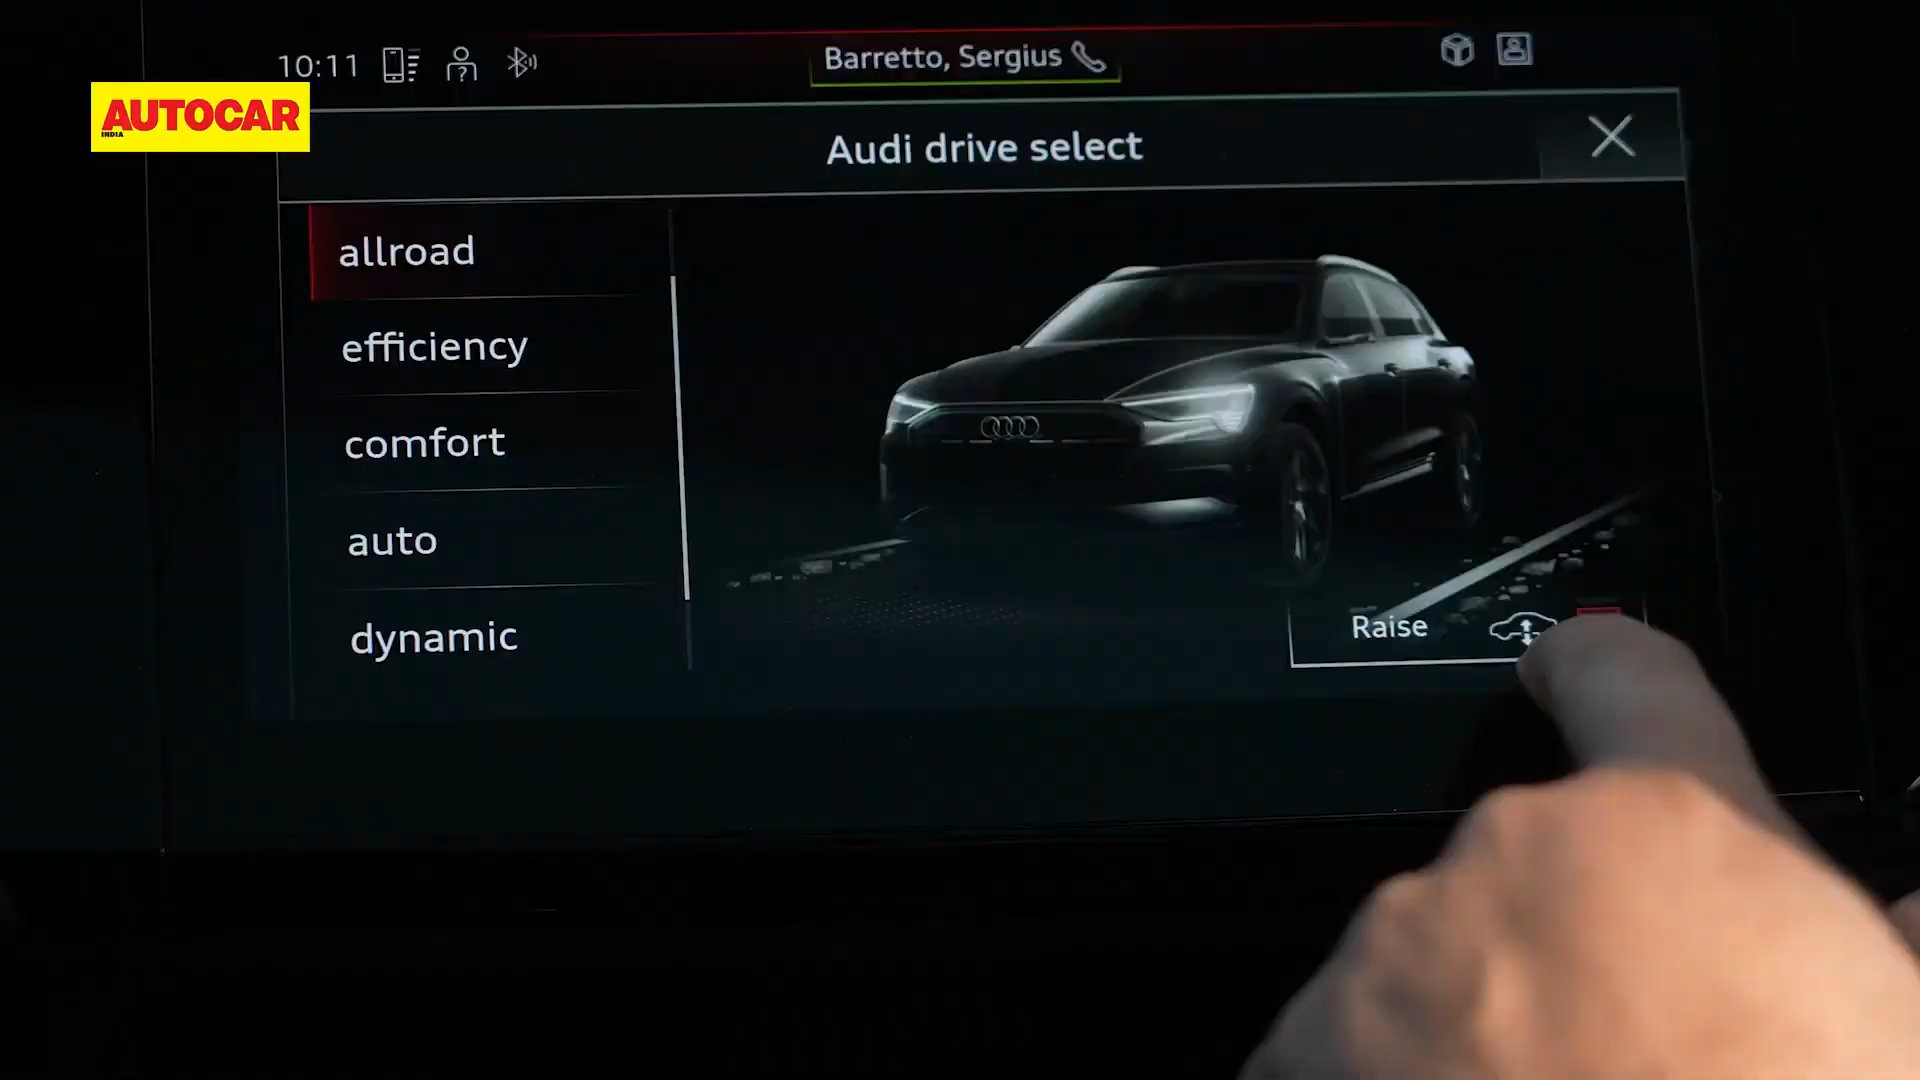 10:11
Barretto, Sergius
AUTOCAR
INDIA
Audi drive select
allroad
efficiency
comfort
auto
dynamic
Raise